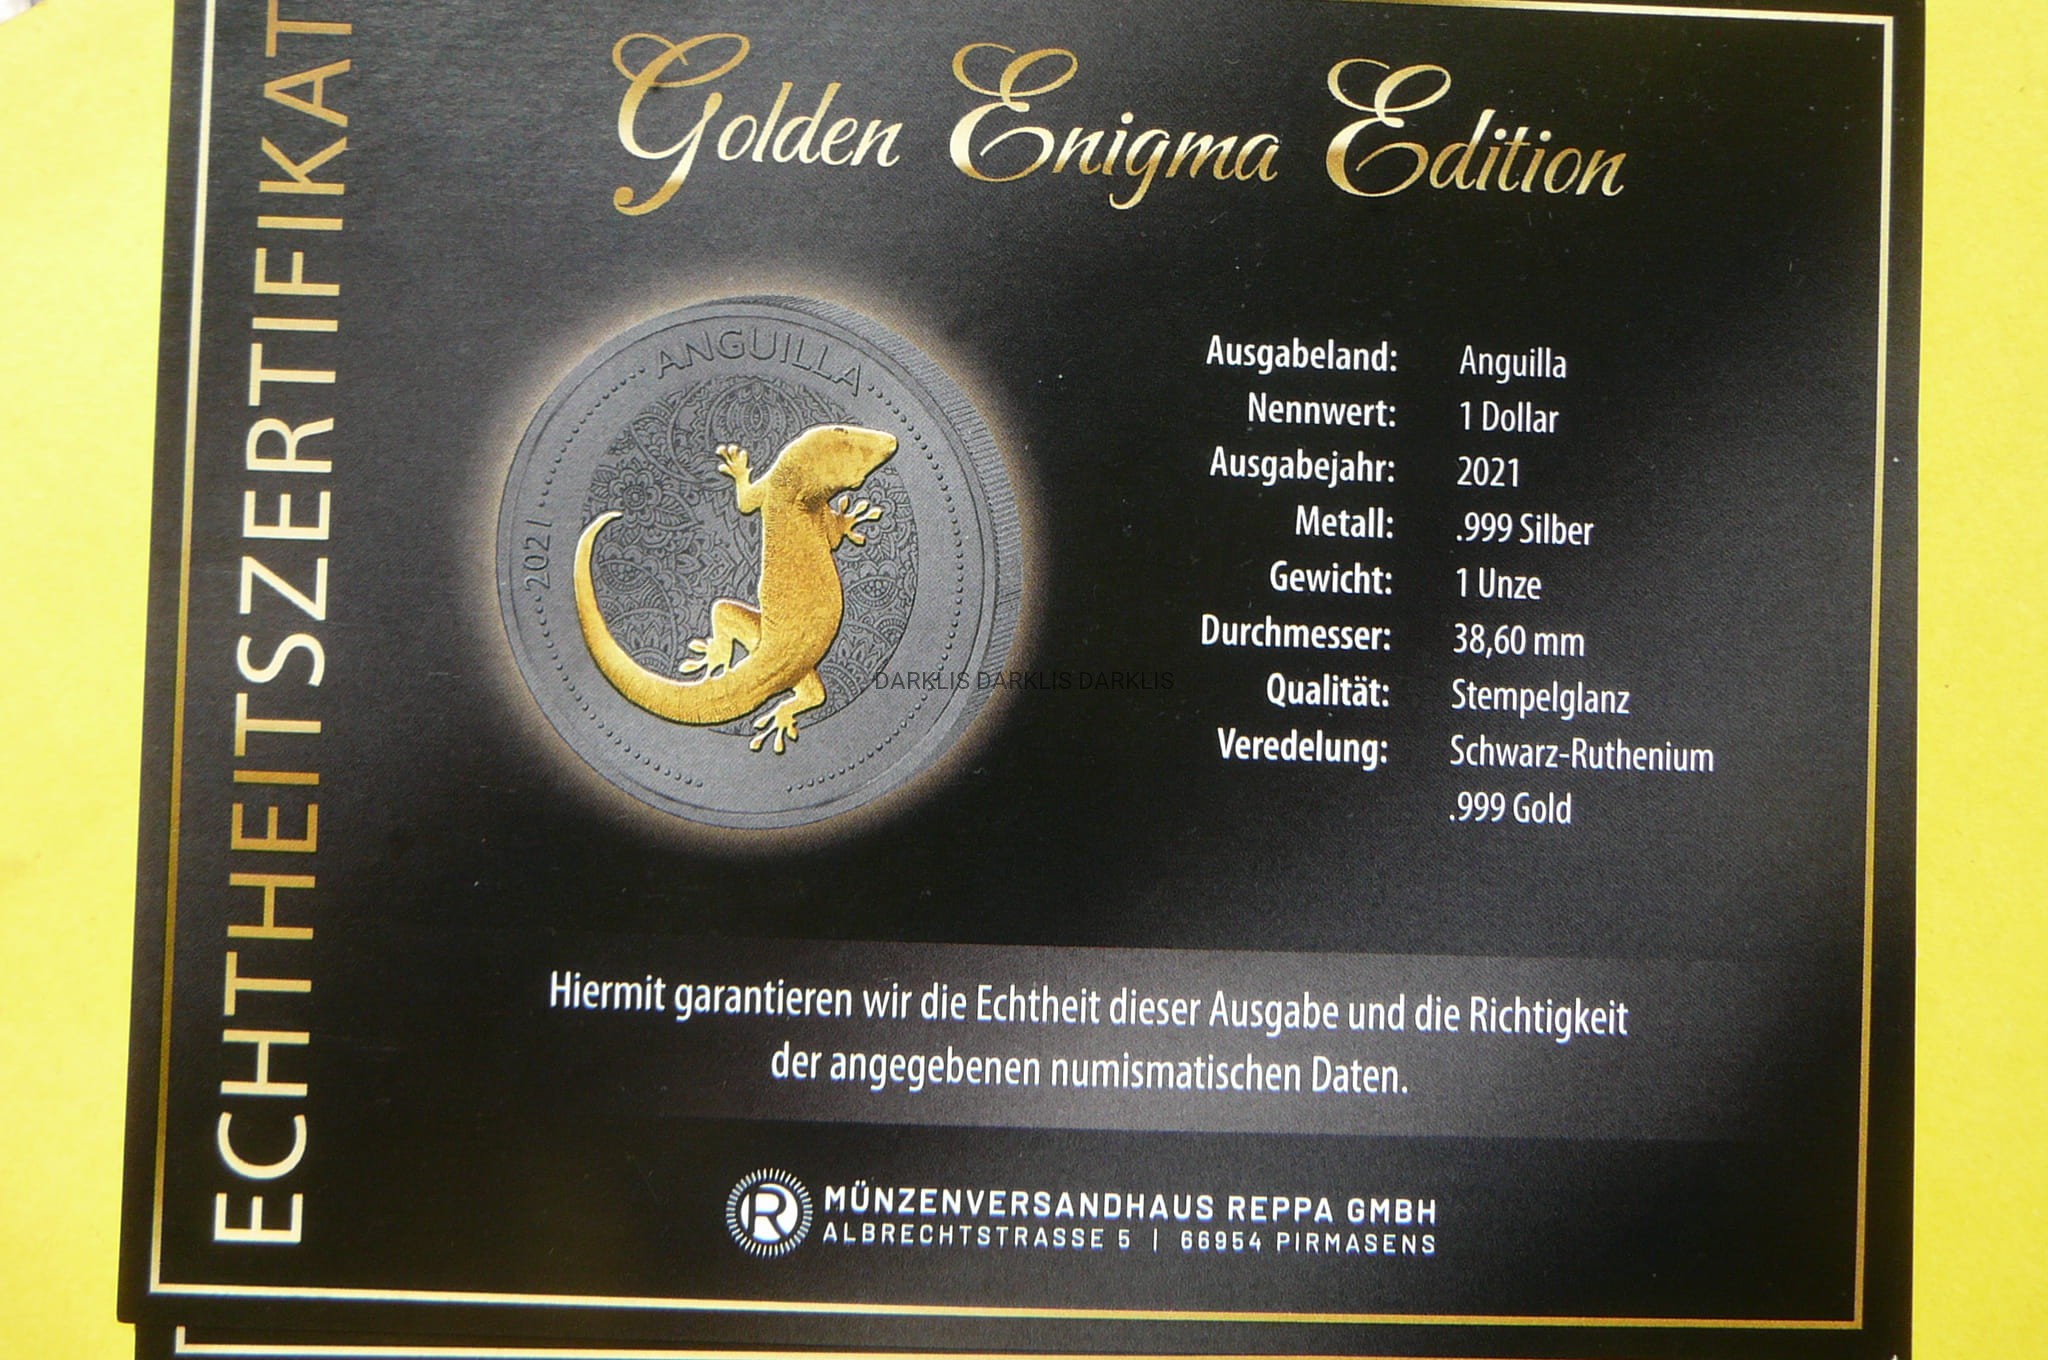 ECHTHEITSZERTIFIKAT
Golden Enigma Edition
ANGUILLA
2021
Ausgabeland: Anguilla
Nennwert: 1 Dollar
Ausgabejahr: 2021
Metall: .999 Silber
Gewicht: 1 Unze
Durchmesser: 38,60 mm
Qualität: Stempelglanz
Veredelung: Schwarz-Ruthenium
.999 Gold
DARKLIS DARKLIS DARKLIS
Hiermit garantieren wir die Echtheit dieser Ausgabe und die Richtigkeit
der angegebenen numismatischen Daten.
R
MÜNZENVERSANDHAUS REPPA GMBH
ALBRECHTSTRASSE 5 | 66954 PIRMASENS